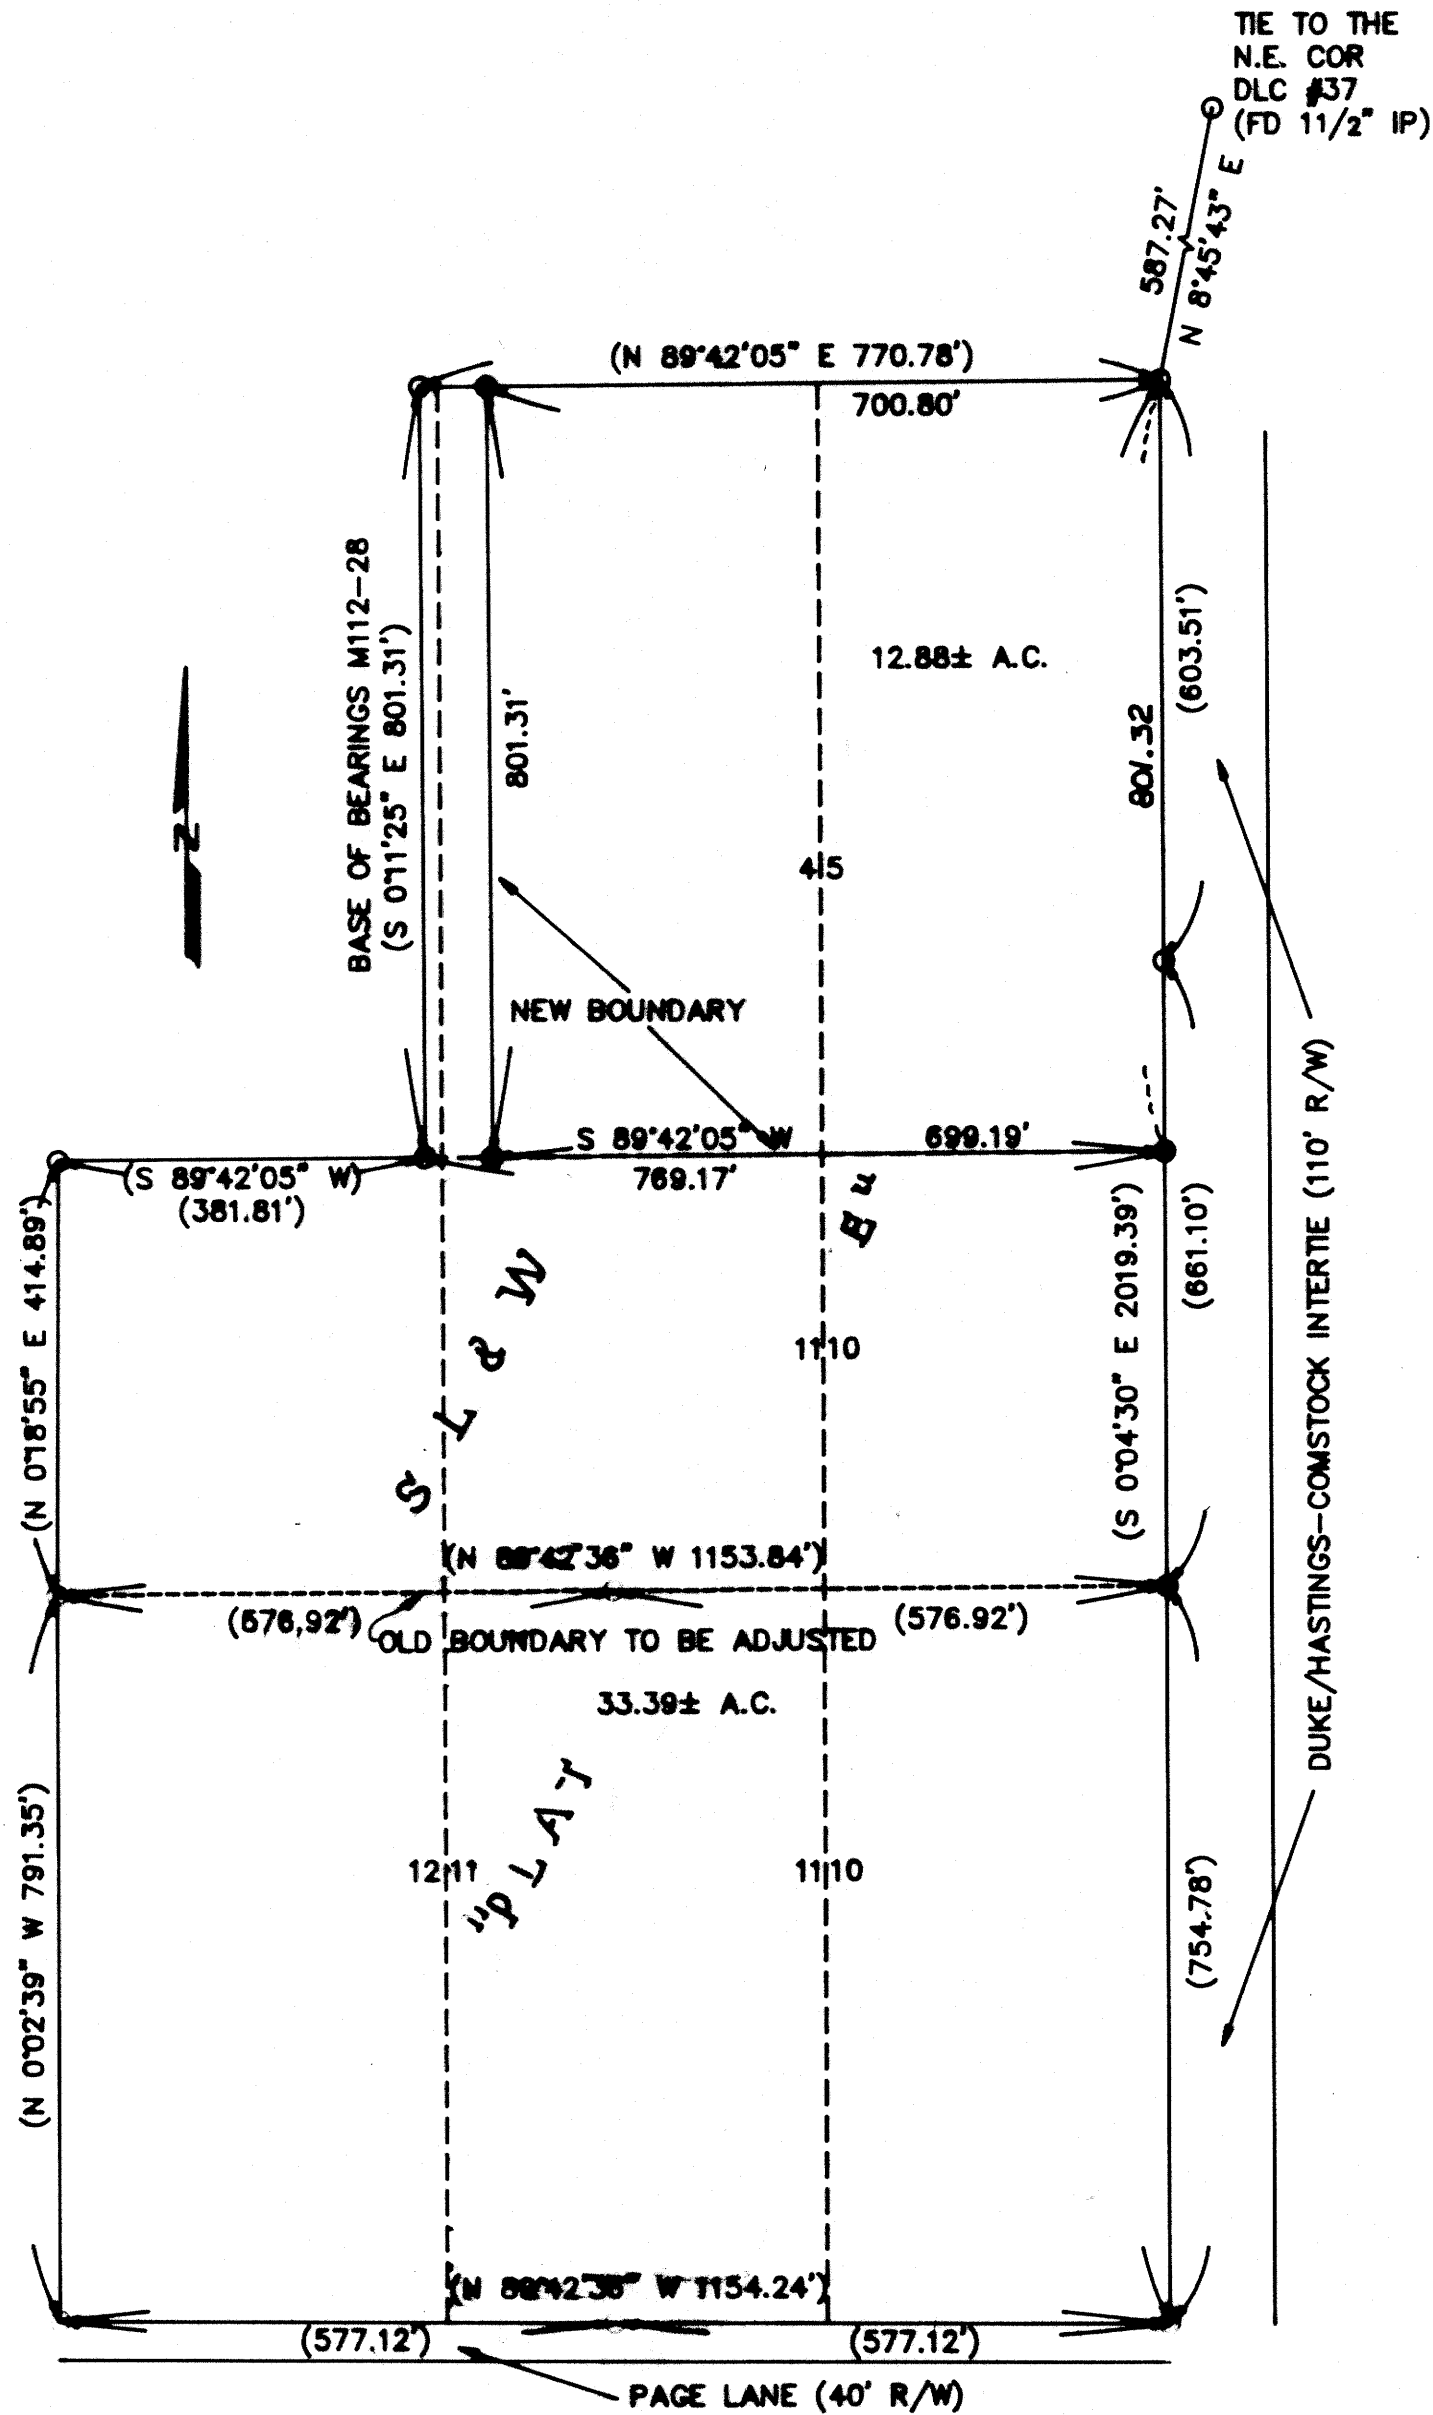 TIE TO THE
N.E. COR
DLC #37
(FD 11/2" IP)
587.27'
N 8°45'43" E
(N 89°42'05" E 770.78')
700.80'
BASE OF BEARINGS M112-28
(S 0°11'25" E 801.31')
801.31'
12.88± A.C.
(603.51')
801.32
4 5
NEW BOUNDARY
S 89°42'05" W
699.19'
769.17'
(S 89°42'05" W)
(381.81')
(N 0°18'55" E 414.89')
(S 0°04'30" E 2019.39')
(661.10')
DUKE/HASTINGS-COMSTOCK INTERTIE (110' R/W)
11 10
(N 89°42'36" W 1153.84')
(576.92')
(576.92')
OLD BOUNDARY TO BE ADJUSTED
33.39± A.C.
(N 0°02'39" W 791.35')
12 11
11 10
"PLAT
(754.78')
(N 89°42'36" W 1154.24')
(577.12')
(577.12')
PAGE LANE (40' R/W)
N